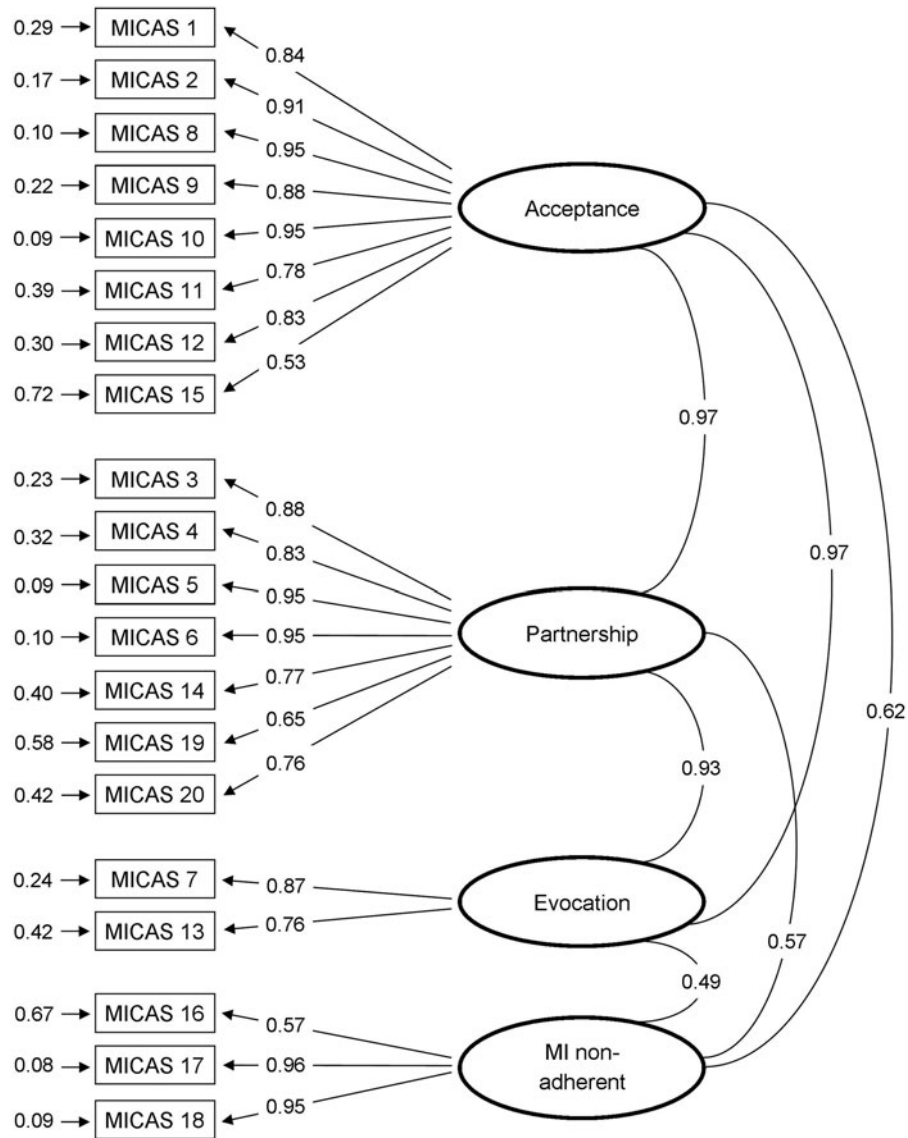 0.29 MICAS 1 0.84
0.17 MICAS 2 0.91
0.10 MICAS 8 0.95
0.22 MICAS 9 0.88
0.09 MICAS 10 0.95
0.39 MICAS 11 0.78
0.30 MICAS 12 0.83
0.72 MICAS 15 0.53
Acceptance
0.97
0.23 MICAS 3 0.88
0.32 MICAS 4 0.83
0.09 MICAS 5 0.95
0.10 MICAS 6 0.95
0.40 MICAS 14 0.77
0.58 MICAS 19 0.65
0.42 MICAS 20 0.76
Partnership
0.97
0.62
0.93
0.24 MICAS 7 0.87
0.42 MICAS 13 0.76
Evocation
0.57
0.49
0.67 MICAS 16 0.57
0.08 MICAS 17 0.96
0.09 MICAS 18 0.95
MI non-
adherent